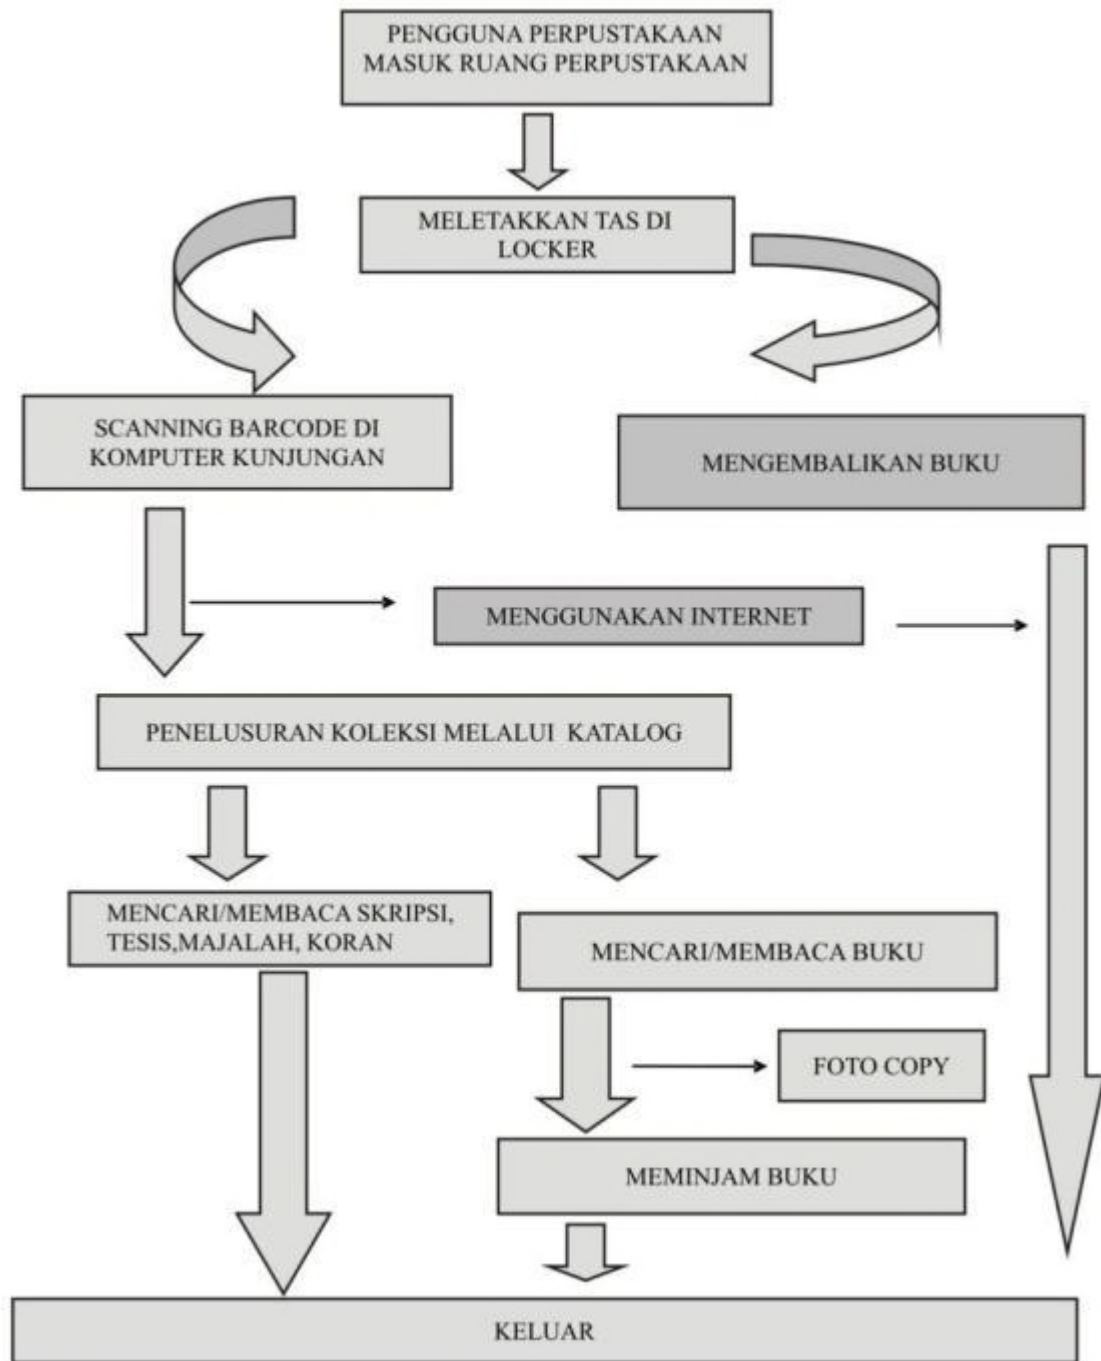 PENGGUNA PERPUSTAKAAN
MASUK RUANG PERPUSTAKAAN
MELETAKKAN TAS DI
LOCKER
SCANNING BARCODE DI
KOMPUTER KUNJUNGAN
MENGEMBALIKAN BUKU
MENGGUNAKAN INTERNET
PENELUSURAN KOLEKSI MELALUI KATALOG
MENCARI/MEMBACA SKRIPSI,
TESIS,MAJALAH, KORAN
MENCARI/MEMBACA BUKU
FOTO COPY
MEMINJAM BUKU
KELUAR